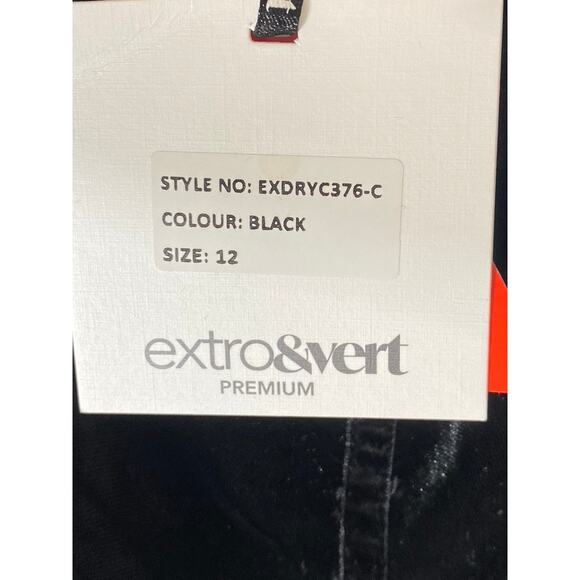 STYLE NO: EXDRYC376-C
COLOUR: BLACK
SIZE: 12
extro&vert
PREMIUM